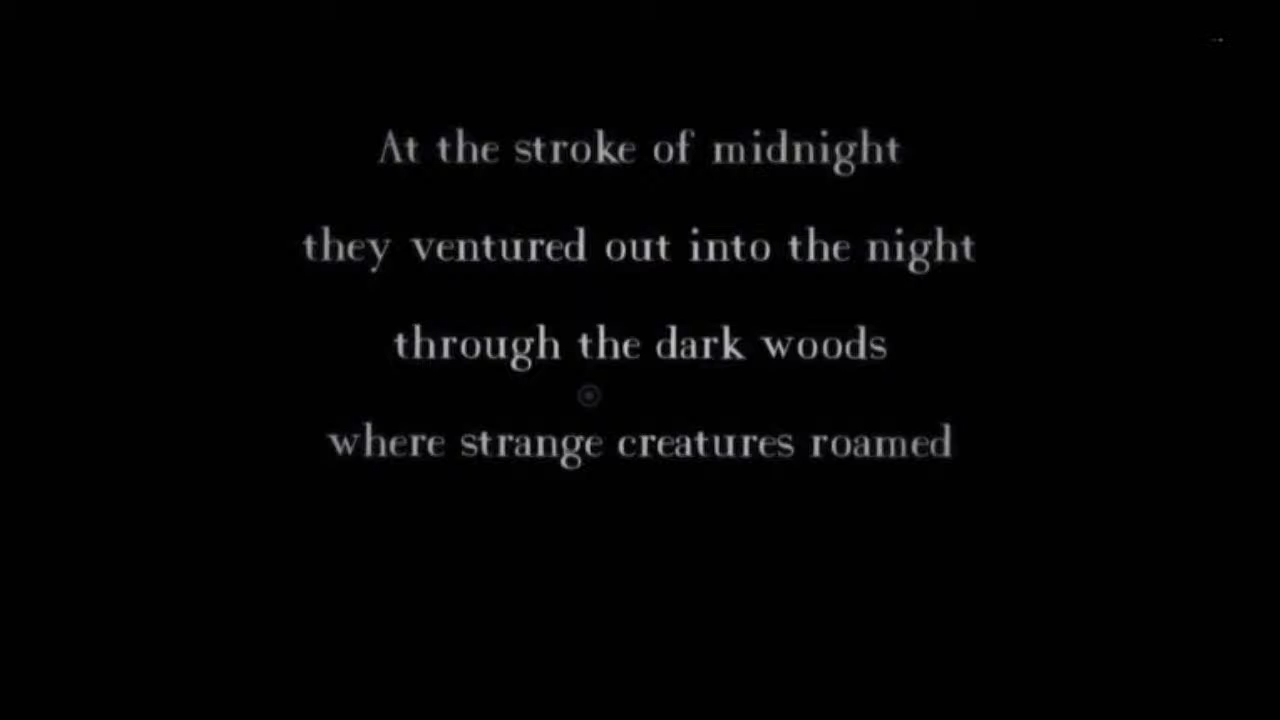 At the stroke of midnight
they ventured out into the night
through the dark woods
where strange creatures roamed